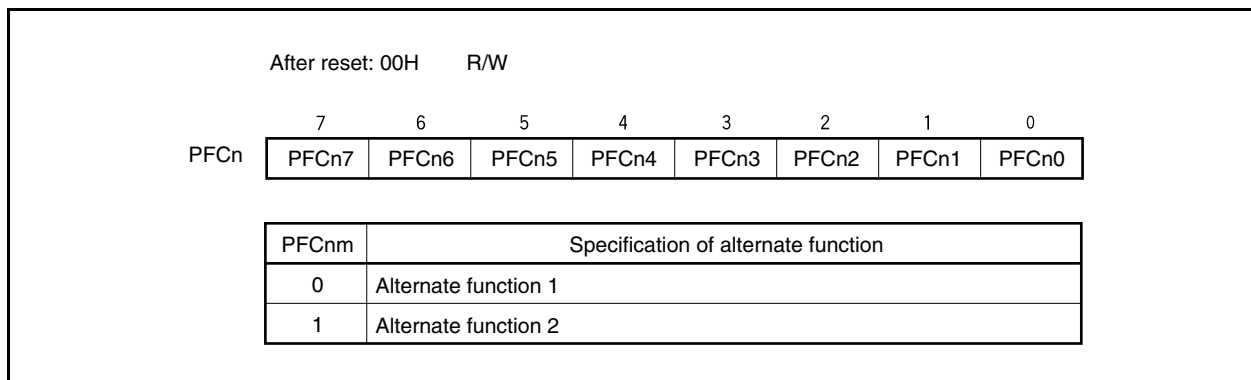 After reset: 00H R/W
7 6 5 4 3 2 1 0
PFCn PFCn7 PFCn6 PFCn5 PFCn4 PFCn3 PFCn2 PFCn1 PFCn0
PFCnm Specification of alternate function
0 Alternate function 1
1 Alternate function 2